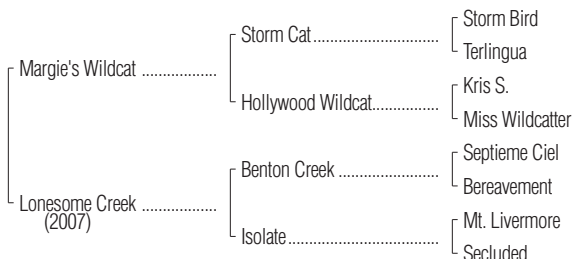 Storm Bird
Storm Cat
Terlingua
Margie's Wildcat
Kris S.
Hollywood Wildcat
Miss Wildcatter
Septieme Ciel
Benton Creek
Bereavement
Lonesome Creek
(2007)
Mt. Livermore
Isolate
Secluded